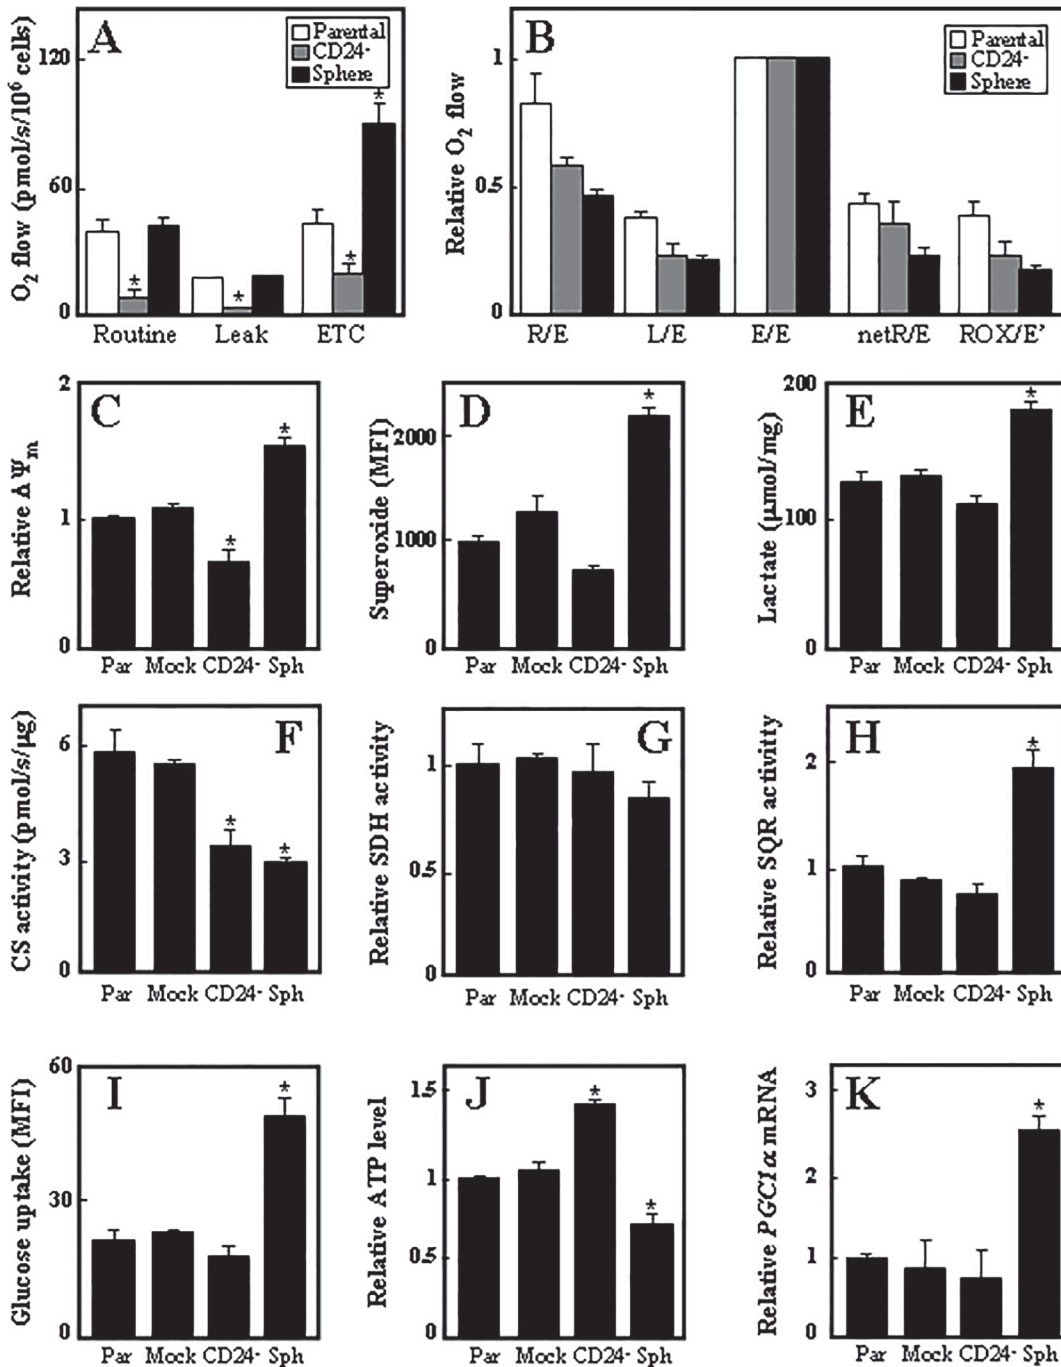 A
O2 flow (pmol/s/10^6 cells)
120
60
0
Parental
CD24-
Sphere
*
*
*
*
Routine Leak ETC
B
Relative O2 flow
1
0.5
0
Parental
CD24-
Sphere
R/E L/E E/E netR/E ROX/E'
C
Relative ΔΨm
2
1
0
*
*
Par Mock CD24- Sph
D
Superoxide (MFI)
2000
1000
0
*
Par Mock CD24- Sph
E
Lactate (µmol/mg)
200
100
0
*
Par Mock CD24- Sph
F
CS activity (pmol/s/µg)
6
3
0
*
*
Par Mock CD24- Sph
G
Relative SDH activity
1
0.5
0
Par Mock CD24- Sph
H
Relative SQR activity
2
1
0
*
Par Mock CD24- Sph
I
Glucose uptake (MFI)
60
30
0
*
Par Mock CD24- Sph
J
Relative ATP level
1.5
1
0.5
0
*
*
Par Mock CD24- Sph
K
Relative PGC1α mRNA
3
2
1
0
*
Par Mock CD24- Sph